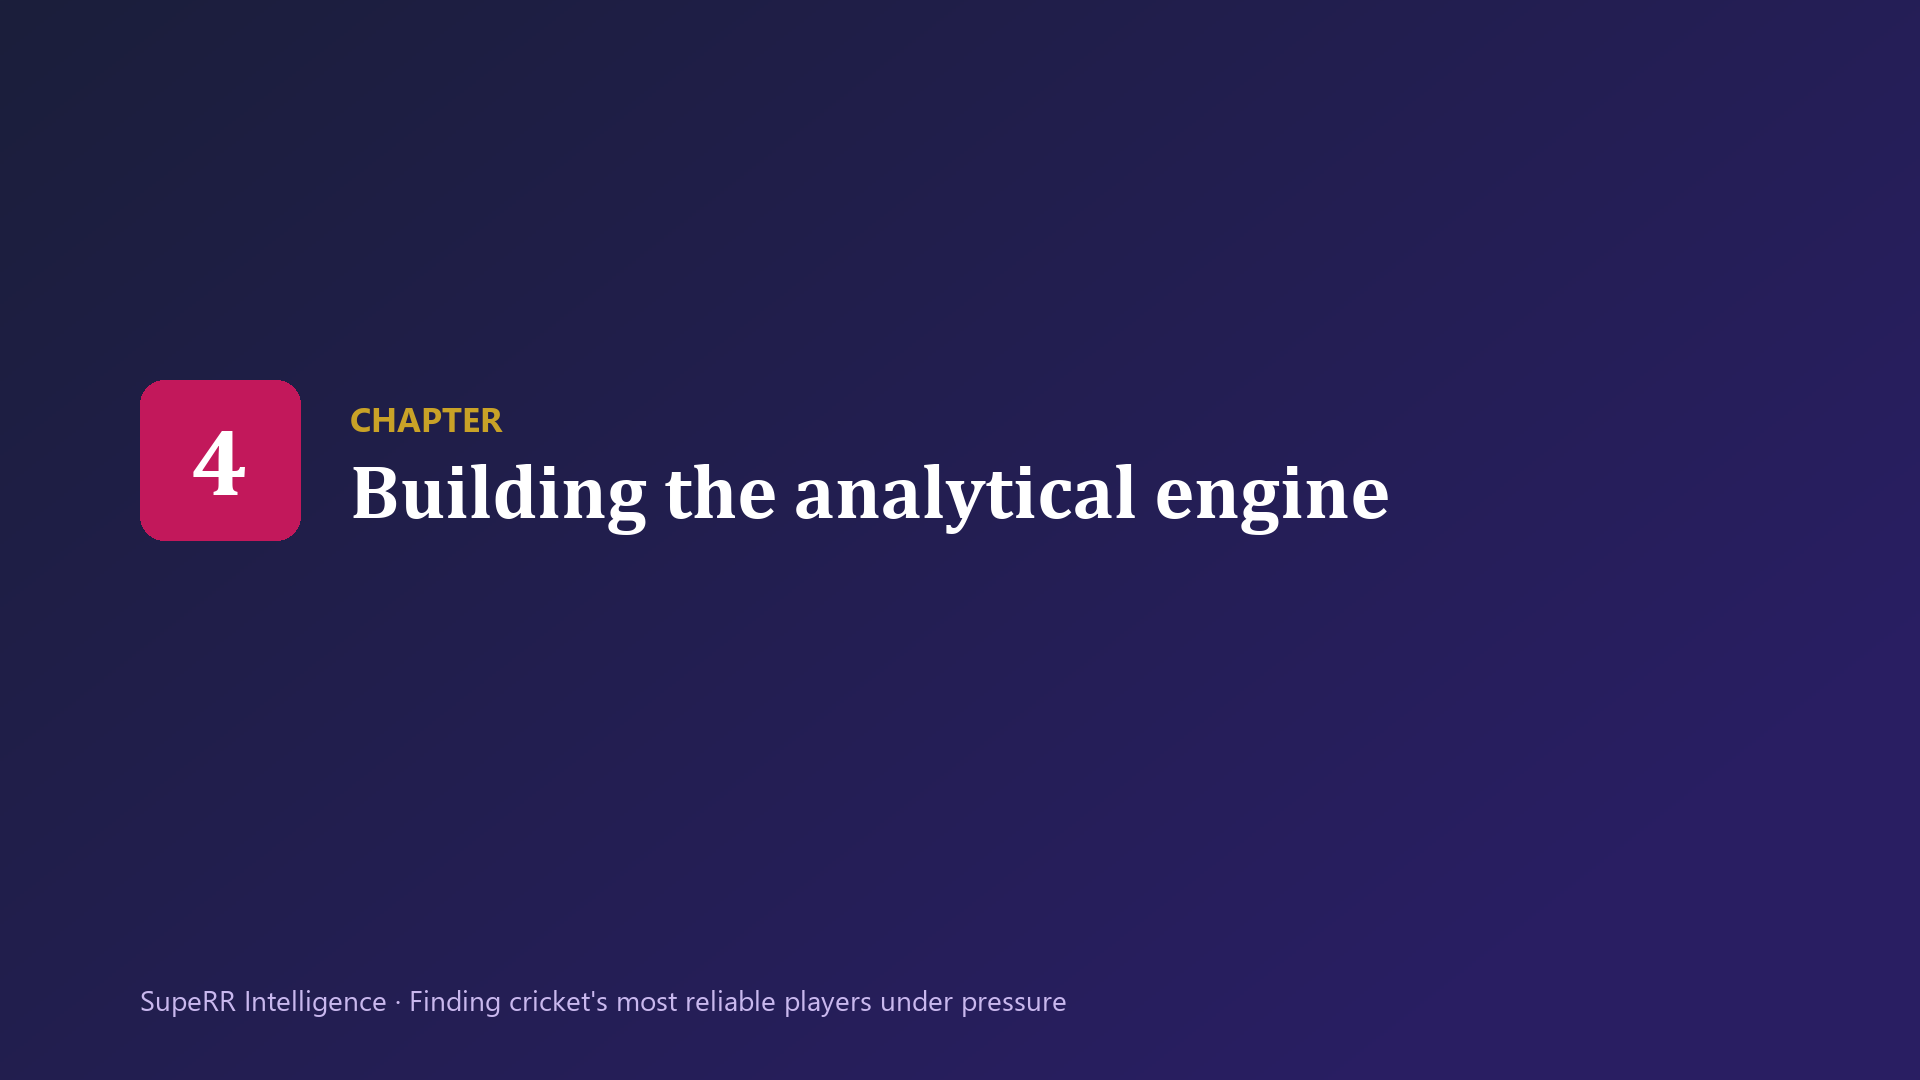 4
CHAPTER
Building the analytical engine
SupeRR Intelligence · Finding cricket's most reliable players under pressure